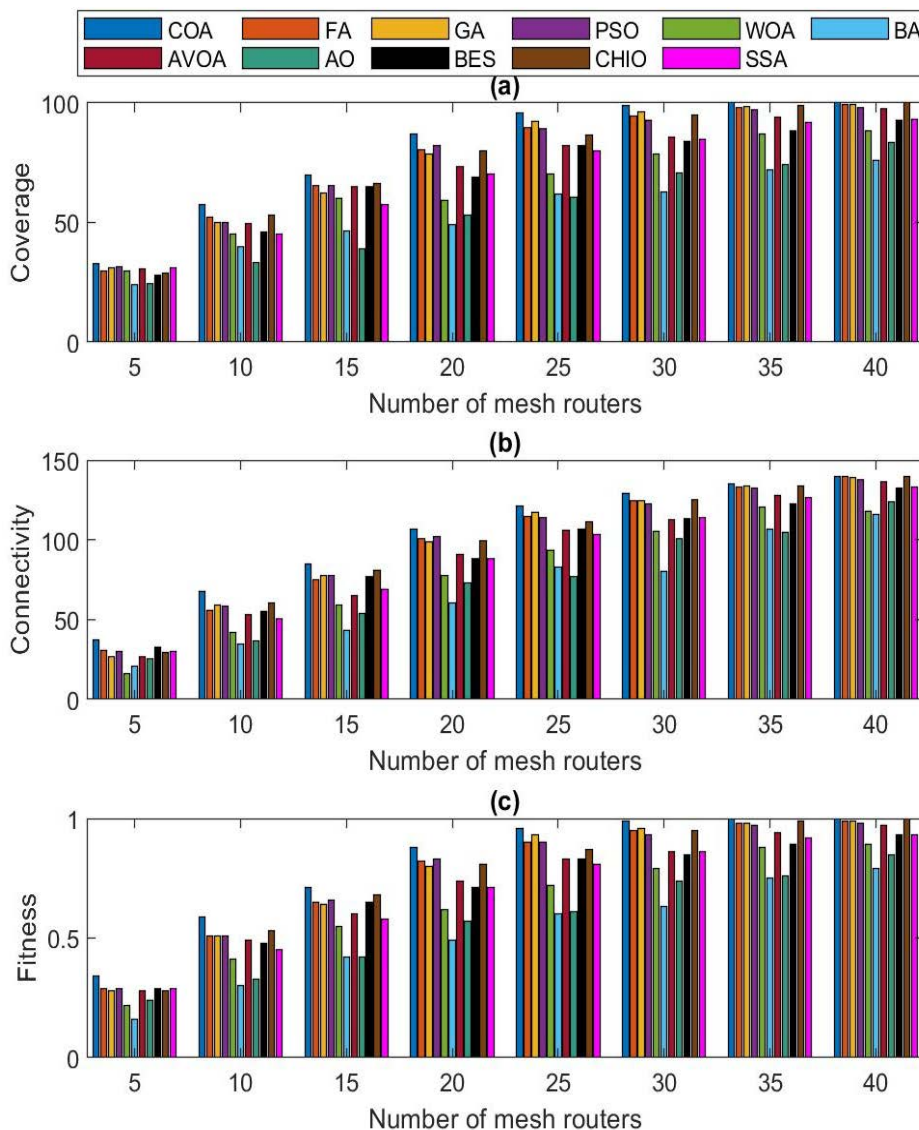 COA FA GA PSO WOA BA
AVOA AO BES CHIO SSA
(a)
100
50
0
Coverage
5 10 15 20 25 30 35 40
Number of mesh routers
(b)
150
100
50
0
Connectivity
5 10 15 20 25 30 35 40
Number of mesh routers
(c)
1
0.5
0
Fitness
5 10 15 20 25 30 35 40
Number of mesh routers